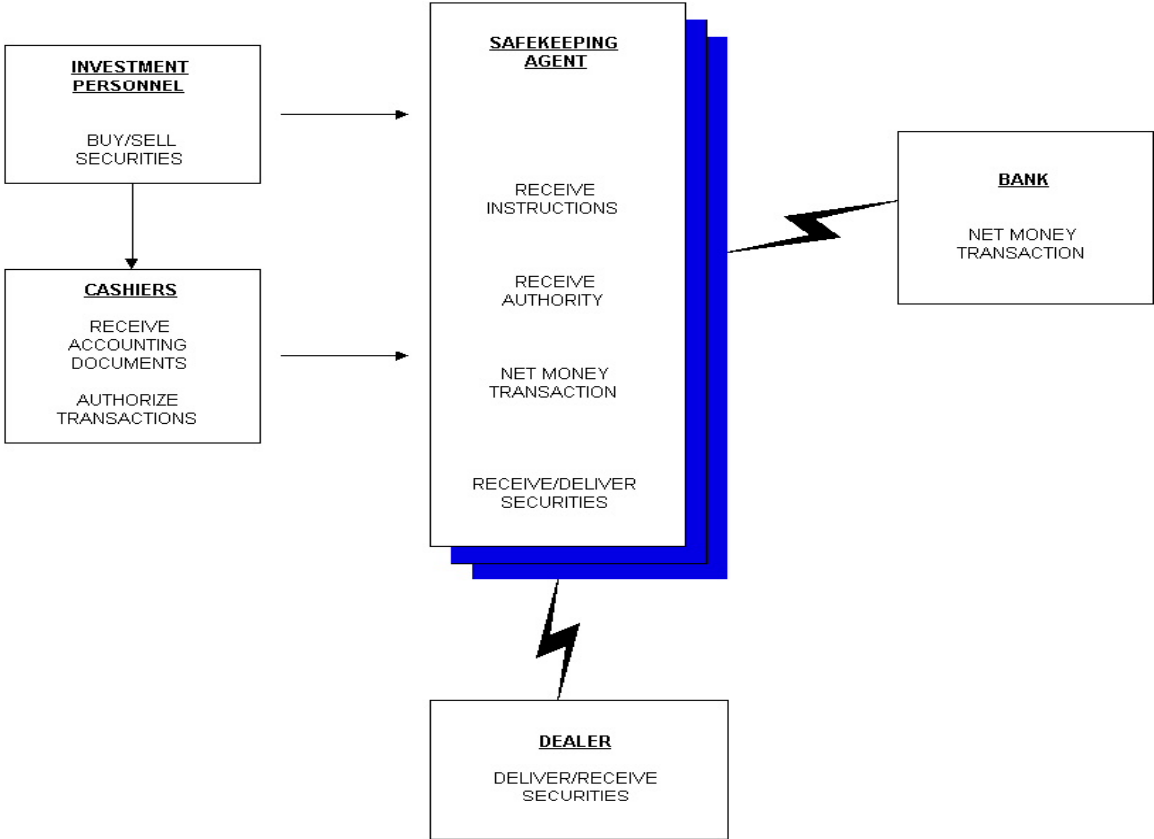 INVESTMENT
PERSONNEL
BUY/SELL
SECURITIES
CASHIERS
RECEIVE
ACCOUNTING
DOCUMENTS
AUTHORIZE
TRANSACTIONS
SAFEKEEPING
AGENT
RECEIVE
INSTRUCTIONS
RECEIVE
AUTHORITY
NET MONEY
TRANSACTION
RECEIVE/DELIVER
SECURITIES
BANK
NET MONEY
TRANSACTION
DEALER
DELIVER/RECEIVE
SECURITIES